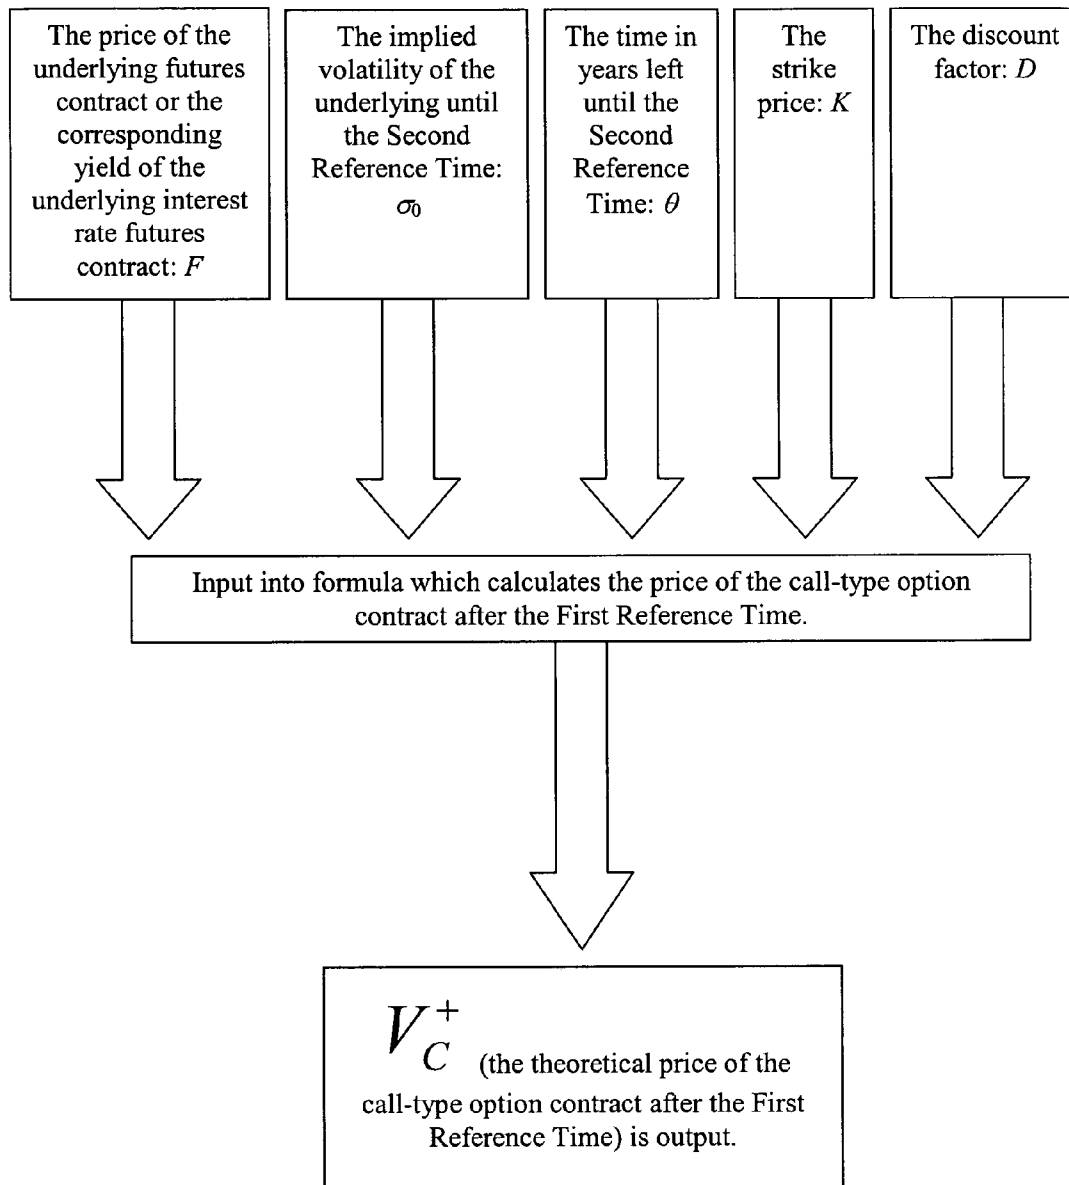 The price of the
underlying futures
contract or the
corresponding
yield of the
underlying interest
rate futures
contract: F
The implied
volatility of the
underlying until
the Second
Reference Time:
σ₀
The time in
years left
until the
Second
Reference
Time: θ
The
strike
price: K
The discount
factor: D
Input into formula which calculates the price of the call-type option
contract after the First Reference Time.
V_C^+ (the theoretical price of the
call-type option contract after the First
Reference Time) is output.